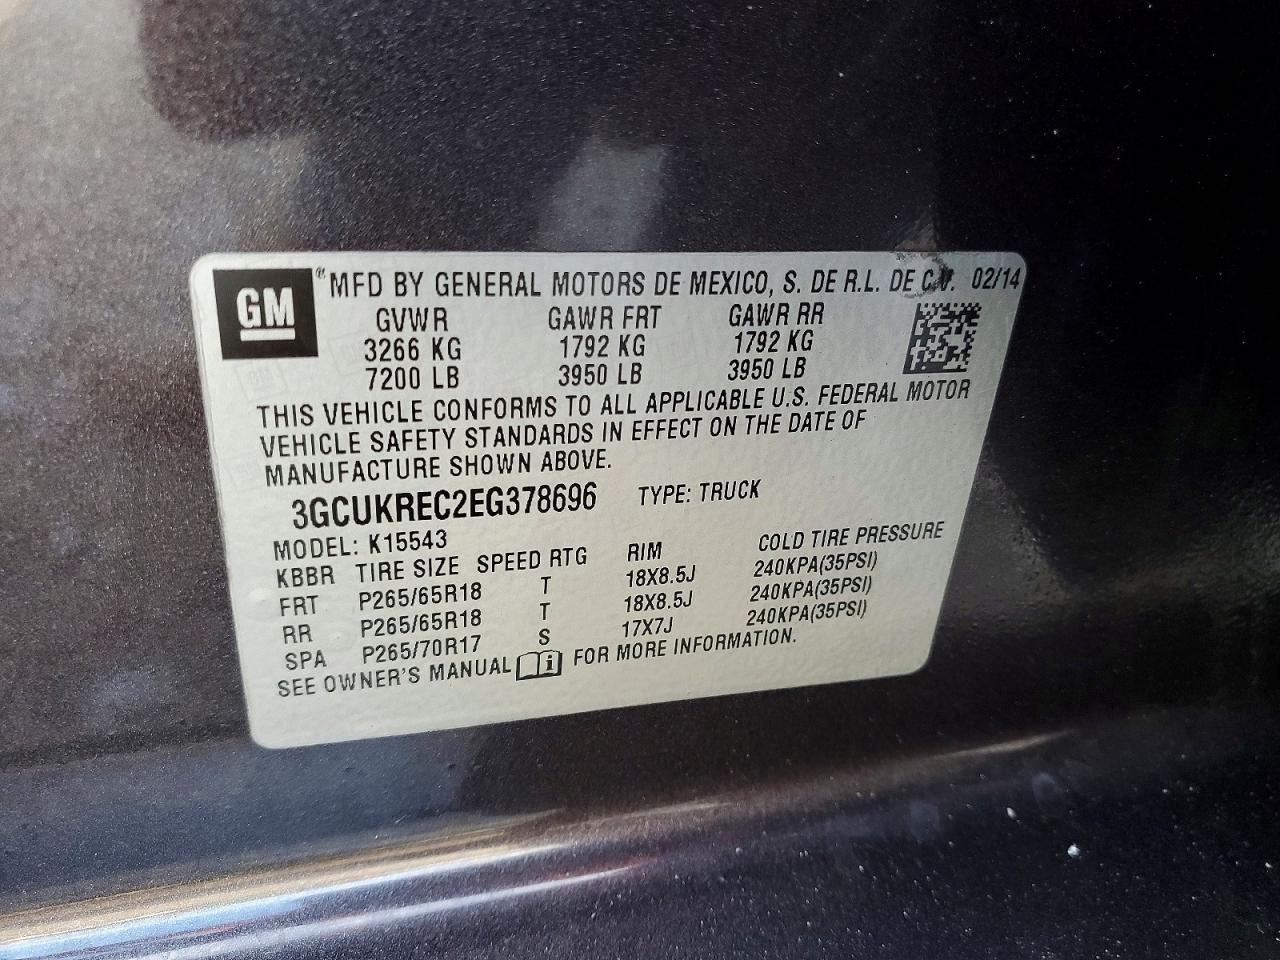 GM ® MFD BY GENERAL MOTORS DE MEXICO, S. DE R.L. DE C.V. 02/14
GVWR GAWR FRT GAWR RR
3266 KG 1792 KG 1792 KG
7200 LB 3950 LB 3950 LB
THIS VEHICLE CONFORMS TO ALL APPLICABLE U.S. FEDERAL MOTOR
VEHICLE SAFETY STANDARDS IN EFFECT ON THE DATE OF
MANUFACTURE SHOWN ABOVE.
3GCUKREC2EG378696 TYPE: TRUCK
MODEL: K15543
KBBR TIRE SIZE SPEED RTG RIM COLD TIRE PRESSURE
FRT P265/65R18 T 18X8.5J 240KPA(35PSI)
RR P265/65R18 T 18X8.5J 240KPA(35PSI)
SPA P265/70R17 S 17X7J 240KPA(35PSI)
SEE OWNER'S MANUAL i FOR MORE INFORMATION.